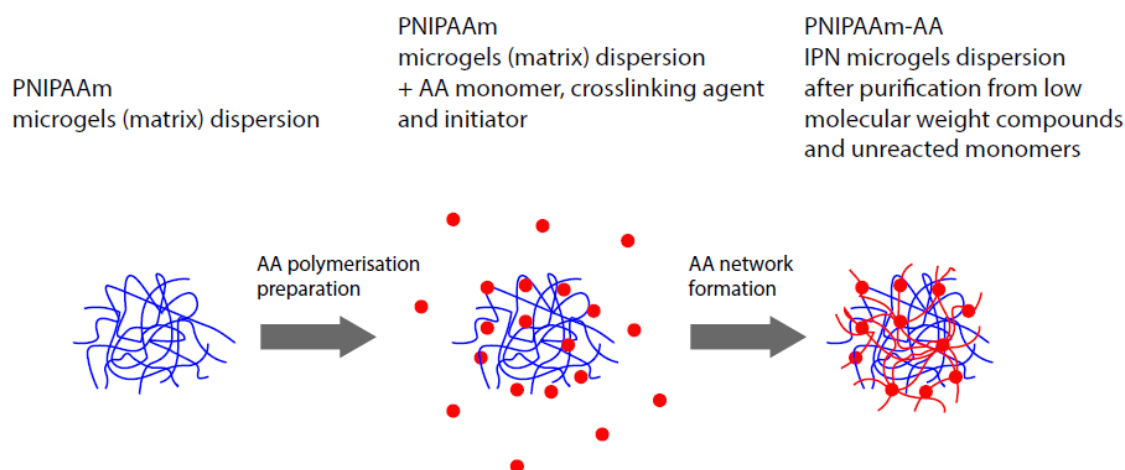 PNIPAAm
microgels (matrix) dispersion
PNIPAAm
microgels (matrix) dispersion
+ AA monomer, crosslinking agent
and initiator
PNIPAAm-AA
IPN microgels dispersion
after purification from low
molecular weight compounds
and unreacted monomers
AA polymerisation
preparation
AA network
formation